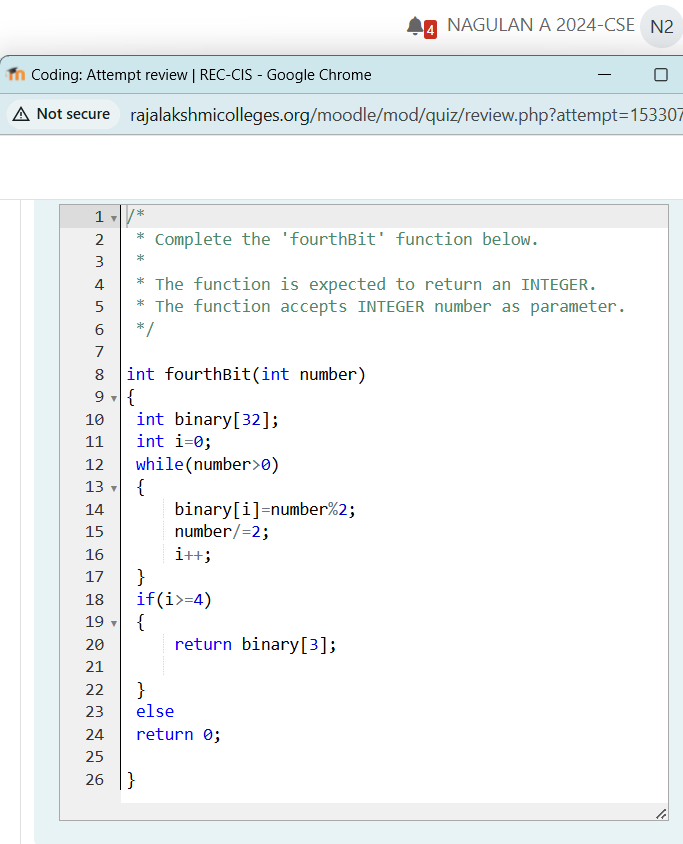 4 NAGULAN A 2024-CSE N2
Coding: Attempt review | REC-CIS - Google Chrome
Not secure rajalakshmicolleges.org/moodle/mod/quiz/review.php?attempt=153307
1 /*
2  * Complete the 'fourthBit' function below.
3  *
4  * The function is expected to return an INTEGER.
5  * The function accepts INTEGER number as parameter.
6  */
7
8 int fourthBit(int number)
9 {
10  int binary[32];
11  int i=0;
12  while(number>0)
13  {
14      binary[i]=number%2;
15      number/=2;
16      i++;
17  }
18  if(i>=4)
19  {
20      return binary[3];
21
22  }
23  else
24  return 0;
25
26 }